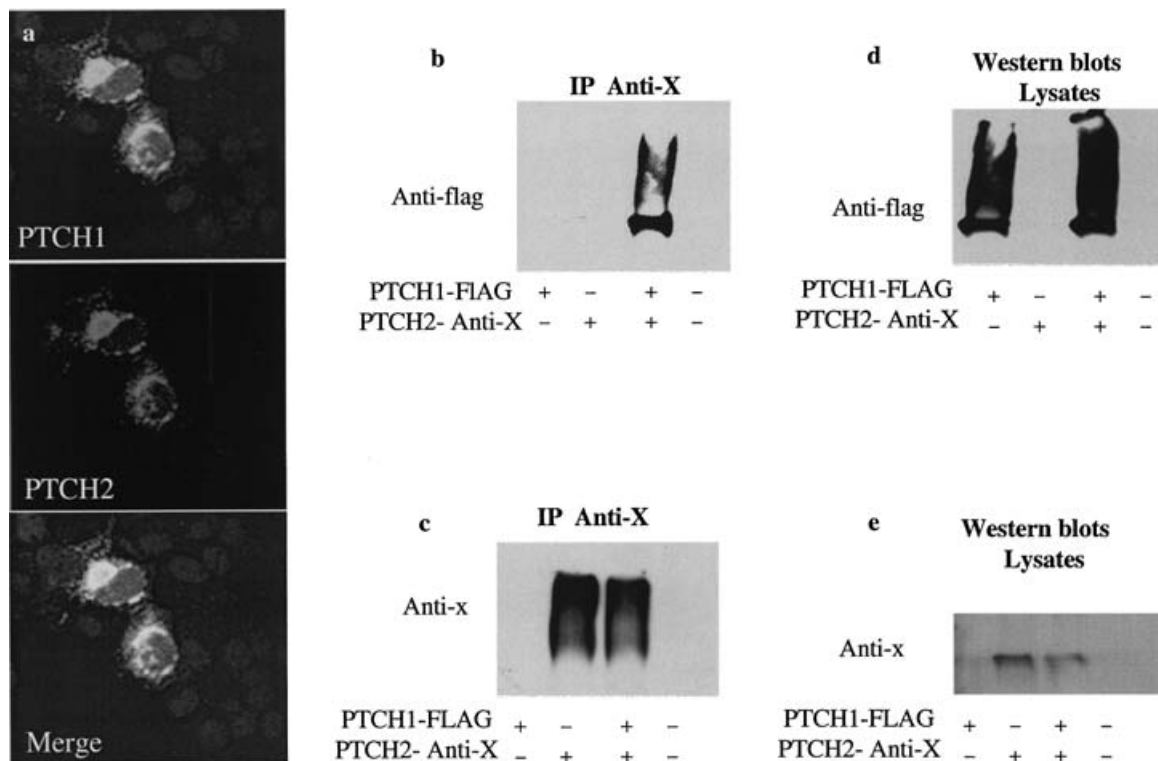 a
PTCH1
PTCH2
Merge
b
IP Anti-X
Anti-flag
PTCH1-FlAG + – + –
PTCH2- Anti-X – + + –
c
IP Anti-X
Anti-x
PTCH1-FLAG + – + –
PTCH2- Anti-X – + + –
d
Western blots
Lysates
Anti-flag
PTCH1-FLAG + – + –
PTCH2- Anti-X – + + –
e
Western blots
Lysates
Anti-x
PTCH1-FLAG + – + –
PTCH2- Anti-X – + + –